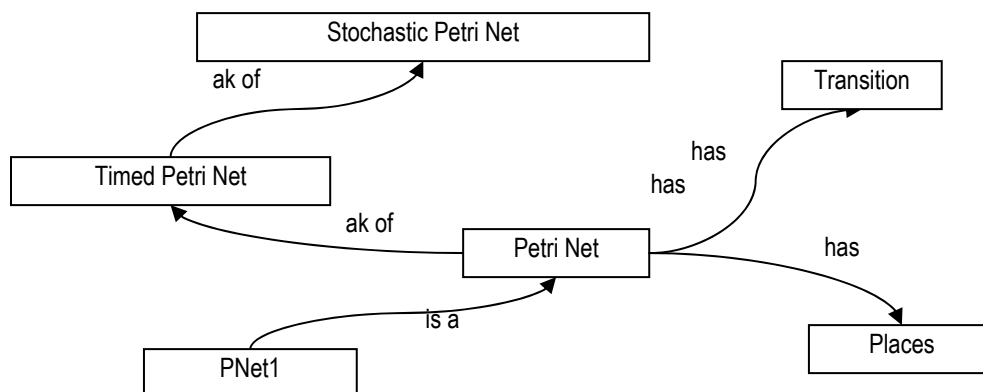 Stochastic Petri Net
ak of
Transition
has
Timed Petri Net
has
ak of
Petri Net
has
is a
PNet1
Places